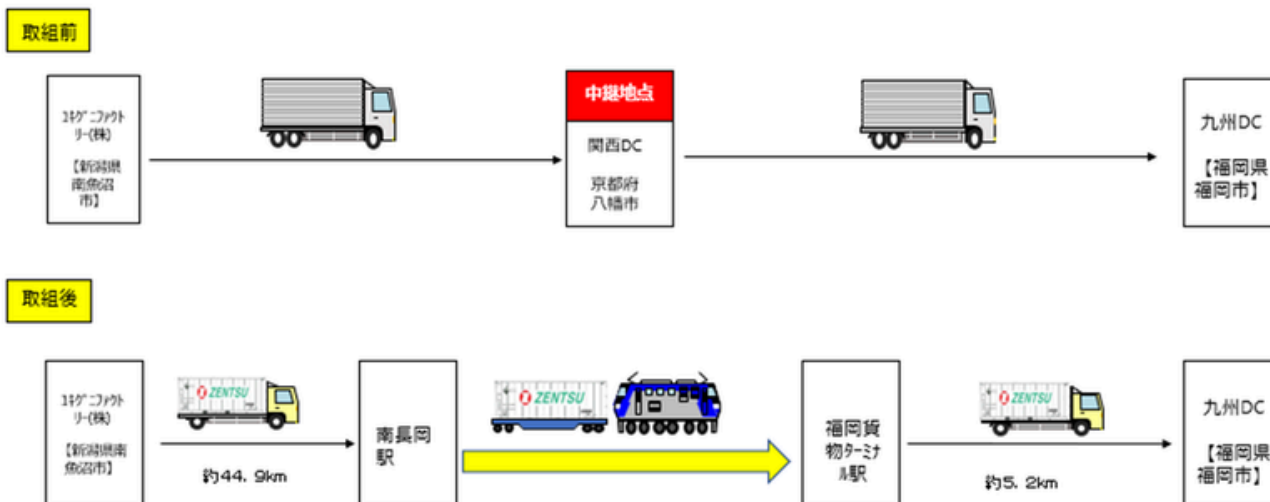 取組前
ﾕｷｸﾞﾆﾌｧｸﾄ
ﾘｰ(株)
【新潟県
南魚沼
市】
中継地点
関西DC
京都府
八幡市
九州DC
【福岡県
福岡市】
取組後
ﾕｷｸﾞﾆﾌｧｸﾄ
ﾘｰ(株)
【新潟県南
魚沼市】
ZENTSU
約44. 9km
南長岡
駅
ZENTSU
福岡貨
物ﾀｰﾐﾅ
ﾙ駅
ZENTSU
約5. 2km
九州DC
【福岡県
福岡市】